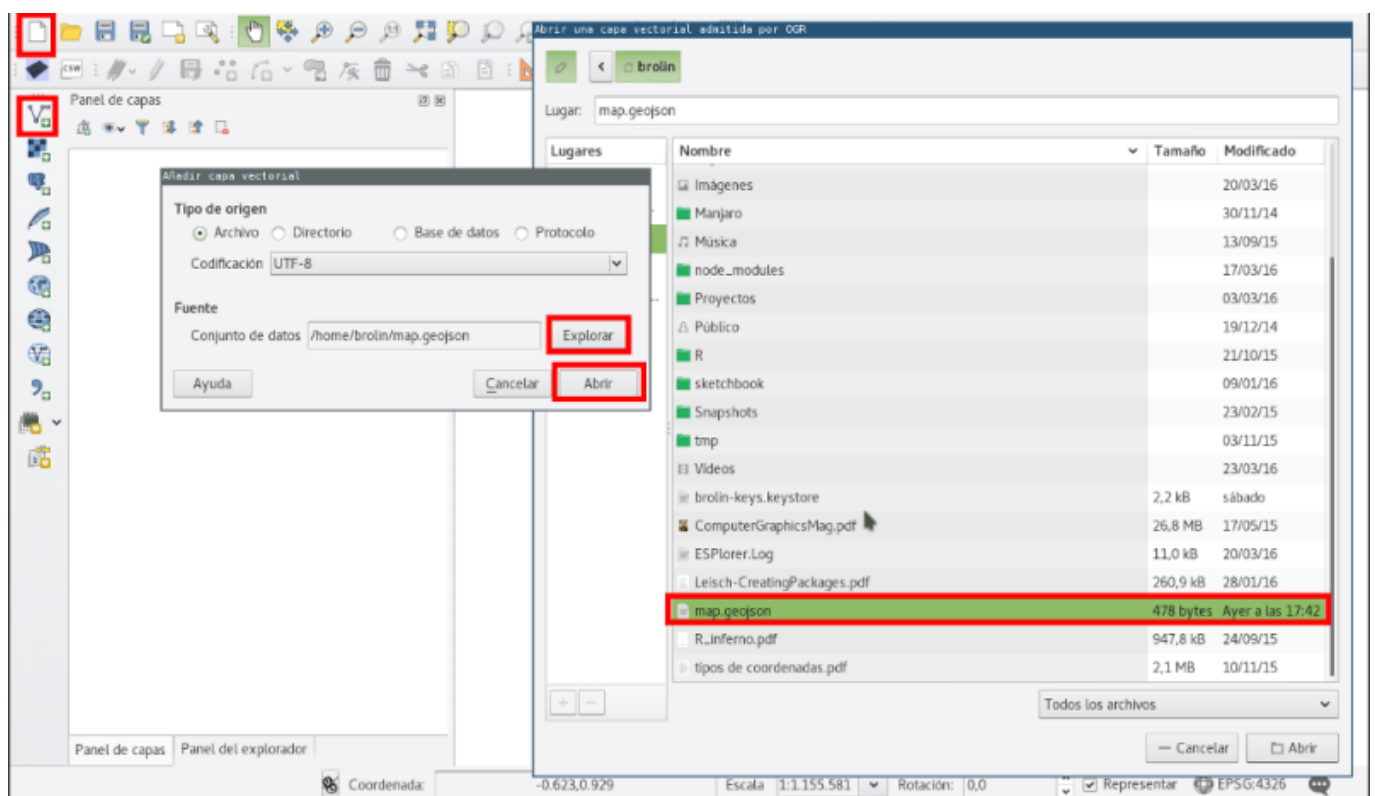 Abrir una capa vectorial admitida por OGR
CSW
brolin
Panel de capas
Lugar: map.geojson
Lugares
Nombre Tamaño Modificado
Imágenes 20/03/16
Manjaro 30/11/14
Música 13/09/15
node_modules 17/03/16
Proyectos 03/03/16
Público 19/12/14
R 21/10/15
sketchbook 09/01/16
Snapshots 23/02/15
tmp 03/11/15
Vídeos 23/03/16
brolin-keys.keystore 2,2 kB sábado
ComputerGraphicsMag.pdf 26,8 MB 17/05/15
ESPlorer.Log 11,0 kB 20/03/16
Leisch-CreatingPackages.pdf 260,9 kB 28/01/16
map.geojson 478 bytes Ayer a las 17:42
R_inferno.pdf 947,8 kB 24/09/15
tipos de coordenadas.pdf 2,1 MB 10/11/15
Todos los archivos
Cancelar Abrir
Añadir capa vectorial
Tipo de origen
Archivo Directorio Base de datos Protocolo
Codificación UTF-8
Fuente
Conjunto de datos /home/brolin/map.geojson Explorar
Ayuda Cancelar Abrir
Panel de capas Panel del explorador
Coordenada: -0.623,0.929 Escala 1:1.155.581 Rotación: 0,0 Representar EPSG:4326